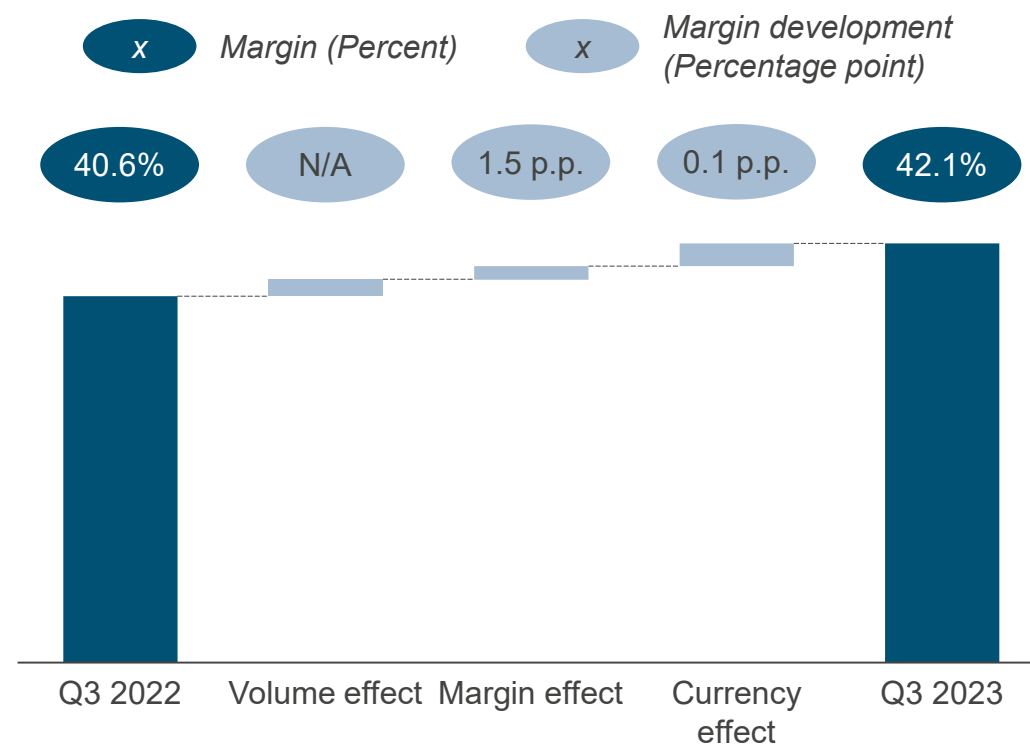 x Margin (Percent)
x Margin development
(Percentage point)
40.6% N/A 1.5 p.p. 0.1 p.p. 42.1%
Q3 2022 Volume effect Margin effect Currency Q3 2023
effect